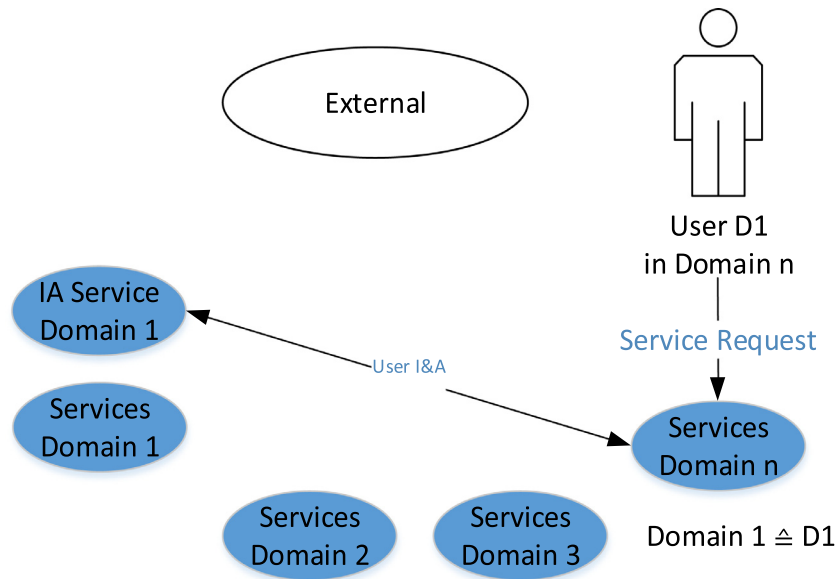 External
User D1
in Domain n
IA Service
Domain 1
Service Request
User I&A
Services
Domain 1
Services
Domain n
Services
Domain 2
Services
Domain 3
Domain 1 ≙ D1